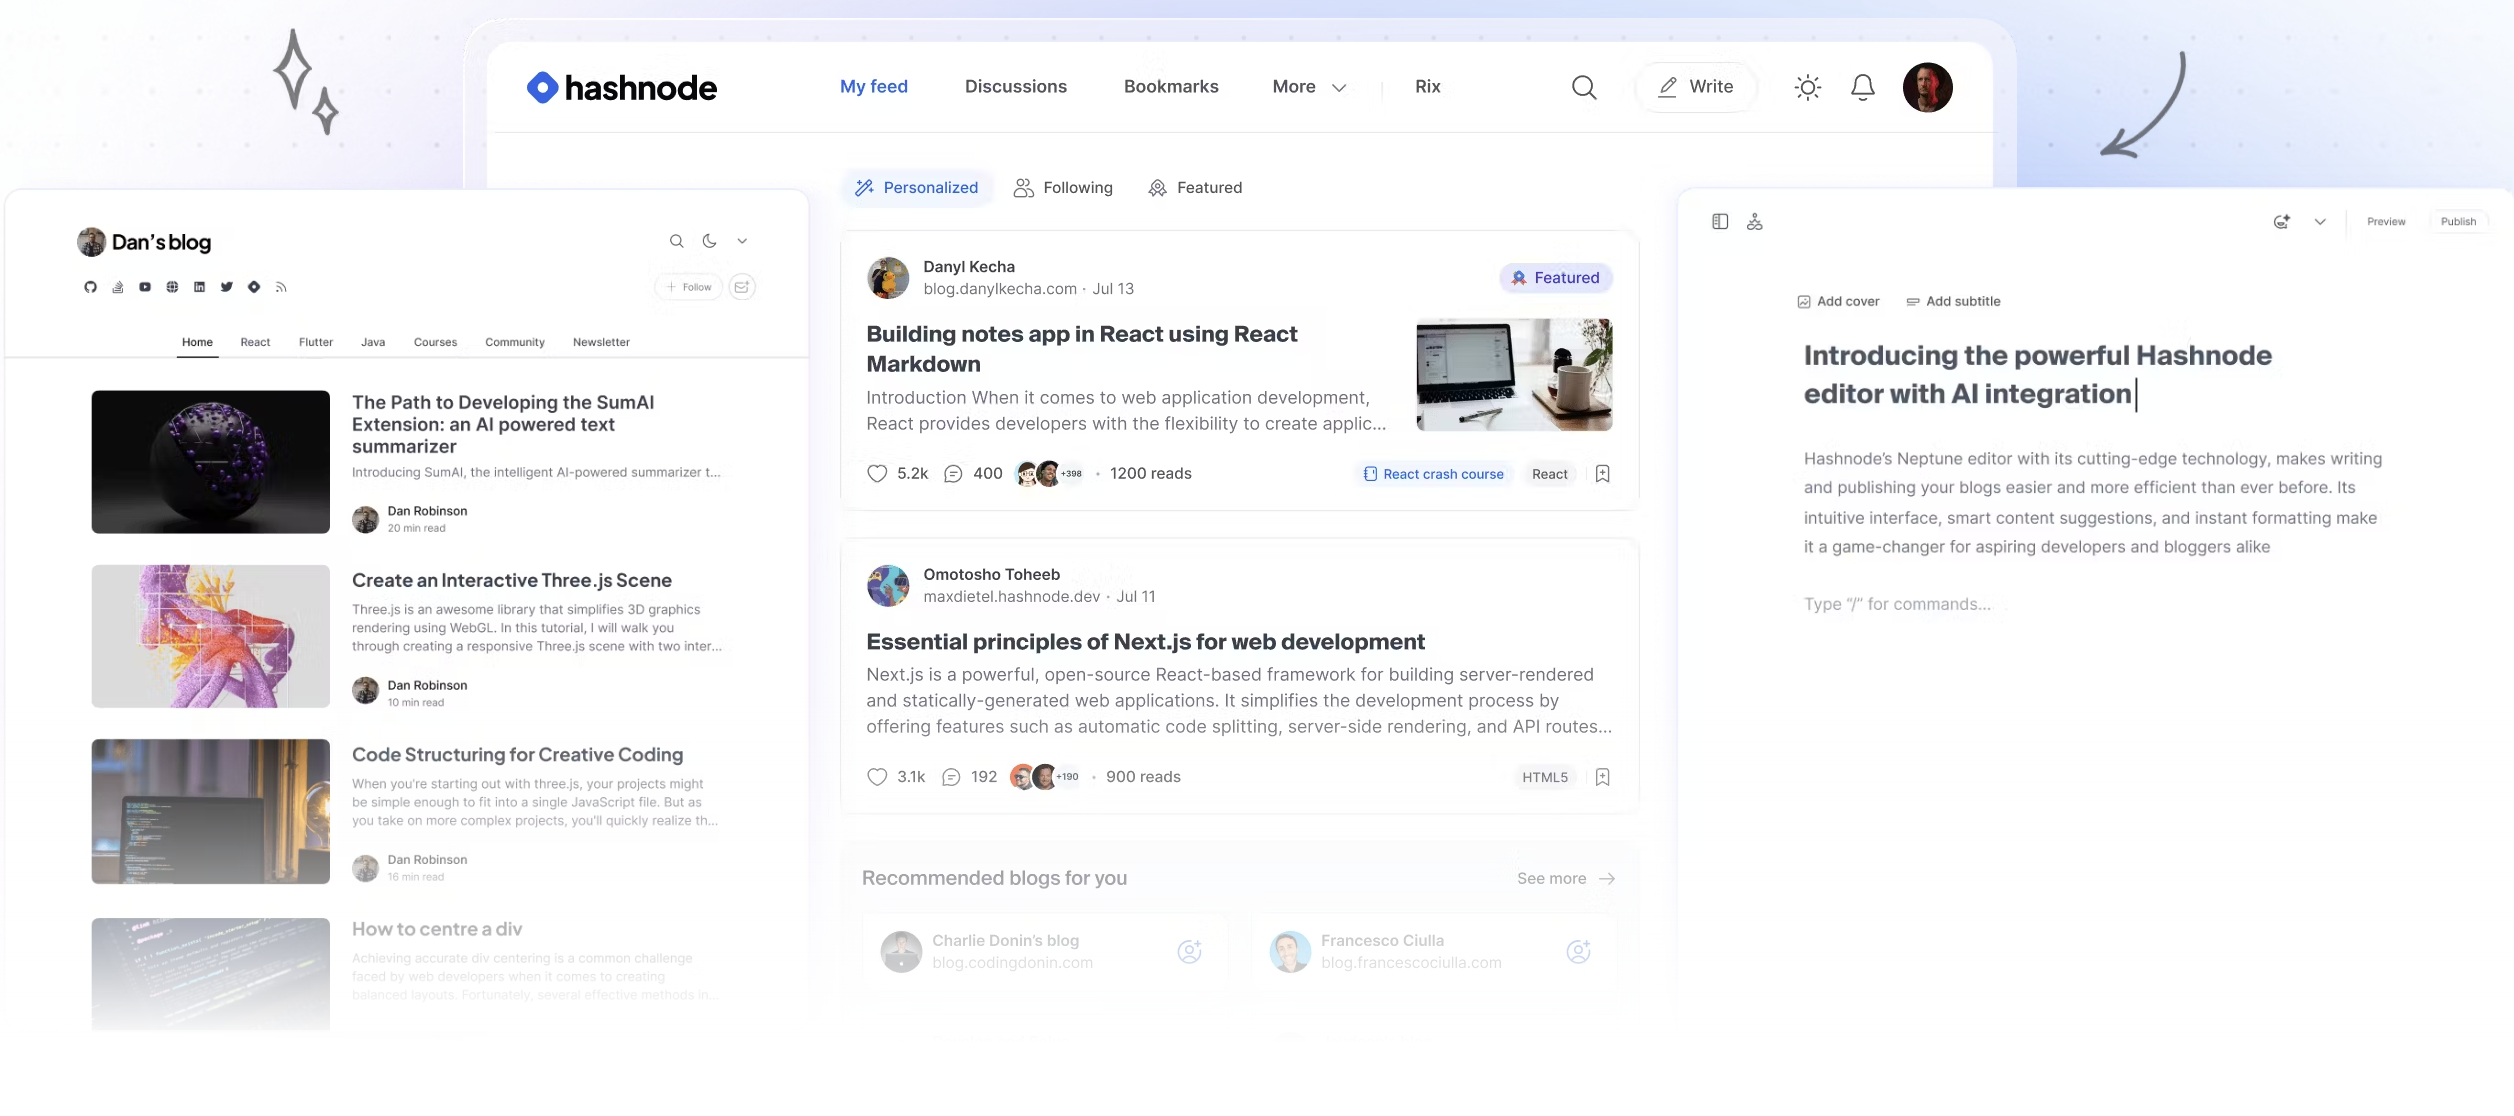 hashnode
My feed
Discussions
Bookmarks
More
Rix
Write
Personalized
Following
Featured
Dan's blog
Follow
Home
React
Flutter
Java
Courses
Community
Newsletter
The Path to Developing the SumAI
Extension: an AI powered text
summarizer
Introducing SumAI, the intelligent AI-powered summarizer t...
Dan Robinson
20 min read
Create an Interactive Three.js Scene
Three.js is an awesome library that simplifies 3D graphics
rendering using WebGL. In this tutorial, I will walk you
through creating a responsive Three.js scene with two inter...
Dan Robinson
10 min read
Code Structuring for Creative Coding
When you're starting out with three.js, your projects might
be simple enough to fit into a single JavaScript file. But as
you take on more complex projects, you'll quickly realize th...
Dan Robinson
16 min read
How to centre a div
Achieving accurate div centering is a common challenge
faced by web developers when it comes to creating
balanced layouts. Fortunately, several effective methods in...
Danyl Kecha
blog.danylkecha.com · Jul 13
Featured
Building notes app in React using React
Markdown
Introduction When it comes to web application development,
React provides developers with the flexibility to create applic...
5.2k
400
+398
· 1200 reads
React crash course
React
Omotosho Toheeb
maxdietel.hashnode.dev · Jul 11
Essential principles of Next.js for web development
Next.js is a powerful, open-source React-based framework for building server-rendered
and statically-generated web applications. It simplifies the development process by
offering features such as automatic code splitting, server-side rendering, and API routes...
3.1k
192
+190
· 900 reads
HTML5
Recommended blogs for you
See more
Charlie Donin's blog
blog.codingdonin.com
Francesco Ciulla
blog.francescociulla.com
Preview
Publish
Add cover
Add subtitle
Introducing the powerful Hashnode
editor with AI integration
Hashnode's Neptune editor with its cutting-edge technology, makes writing
and publishing your blogs easier and more efficient than ever before. Its
intuitive interface, smart content suggestions, and instant formatting make
it a game-changer for aspiring developers and bloggers alike
Type "/" for commands...